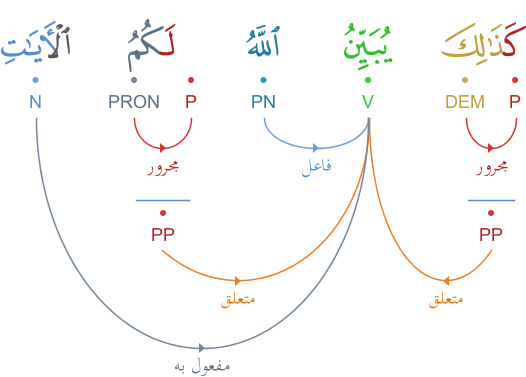 كَذَٰلِكَ يُبَيِّنُ ٱللَّهُ لَكُمُ ٱلْءَايَـٰتِ
P DEM V PN P PRON N
مجرور فاعل مجرور
PP PP
متعلق متعلق
مفعول به